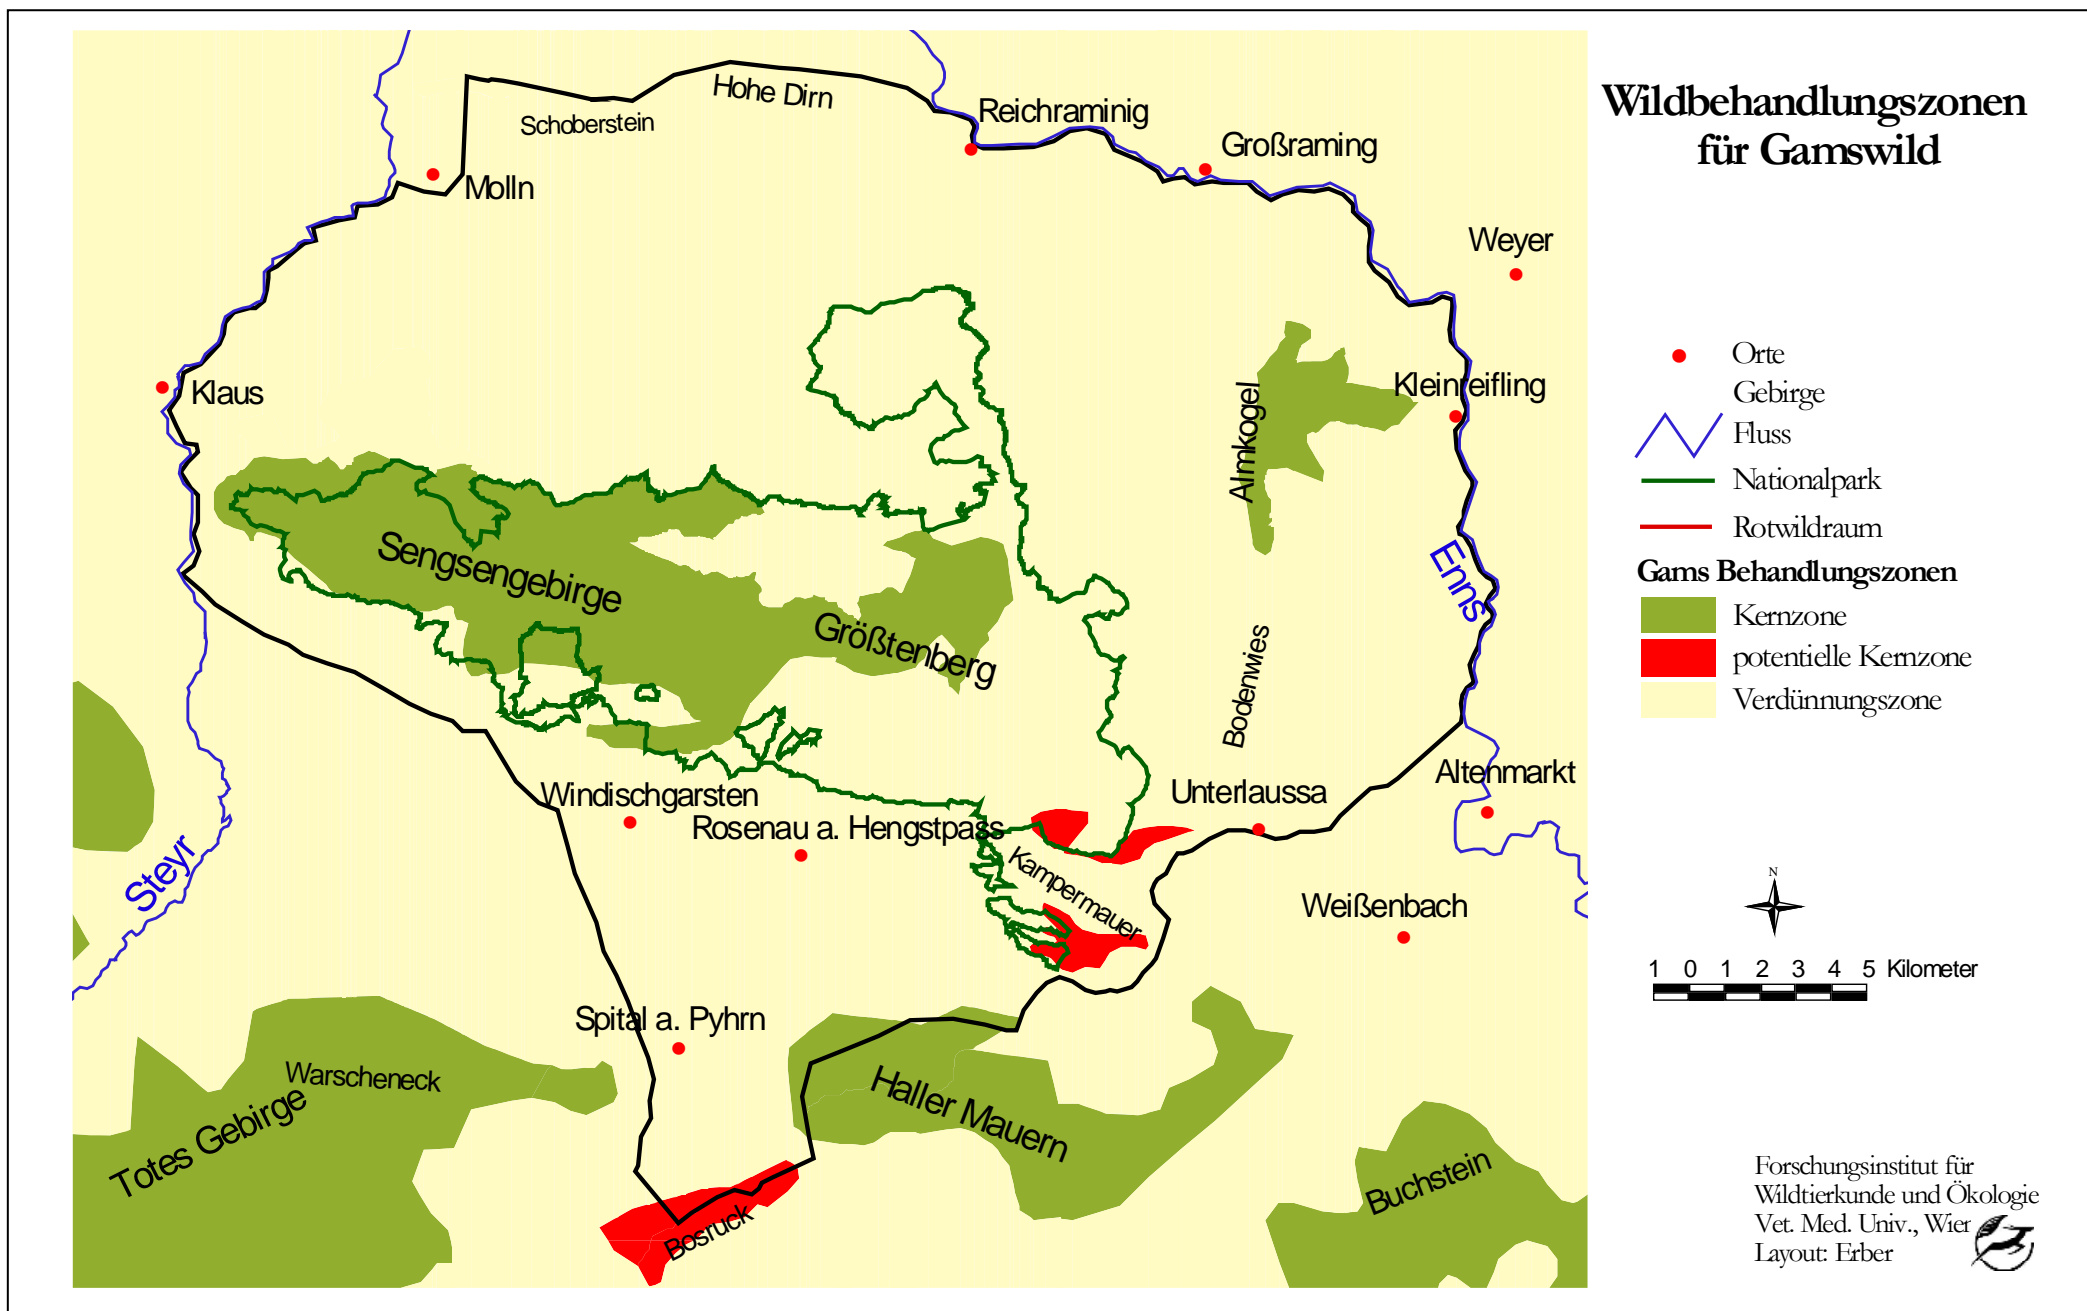 Wildbehandlungszonen
für Gamswild
Hohe Dirn
Schoberstein
Reichraminig
Großraming
Molln
Weyer
Klaus
Kleinreifling
Almkogel
Sengsengebirge
Größtenberg
Enns
Bodenwies
Windischgarsten
Rosenau a. Hengstpass
Unterlaussa
Altenmarkt
Steyr
Kampermauer
Weißenbach
Spital a. Pyhrn
Warscheneck
Totes Gebirge
Haller Mauern
Bosruck
Buchstein
Orte
Gebirge
Fluss
Nationalpark
Rotwildraum
Gams Behandlungszonen
Kernzone
potentielle Kernzone
Verdünnungszone
N
1 0 1 2 3 4 5 Kilometer
Forschungsinstitut für
Wildtierkunde und Ökologie
Vet. Med. Univ., Wien
Layout: Erber